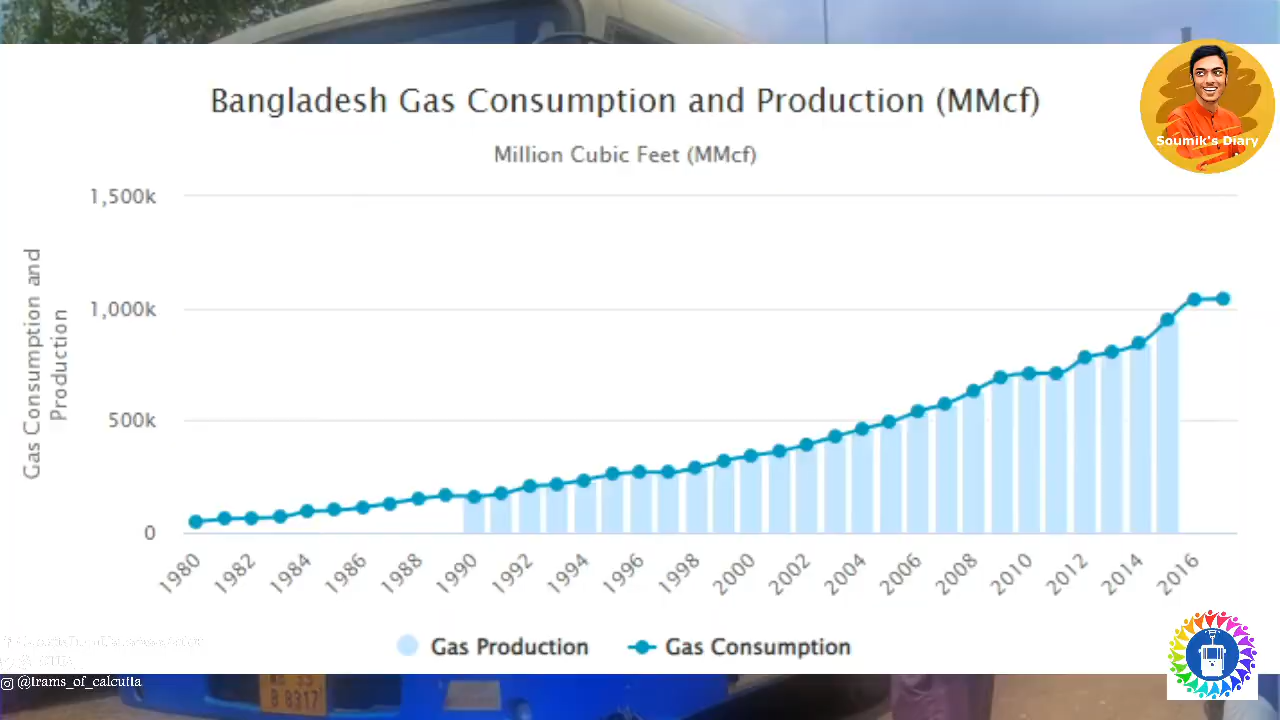 Bangladesh Gas Consumption and Production (MMcf)
Million Cubic Feet (MMcf)
Soumik's Diary
Gas Consumption and
Production
1,500k
1,000k
500k
0
1980 1982 1984 1986 1988 1990 1992 1994 1996 1998 2000 2002 2004 2006 2008 2010 2012 2014 2016
Gas Production Gas Consumption
@trams_of_calcutta
B 8317